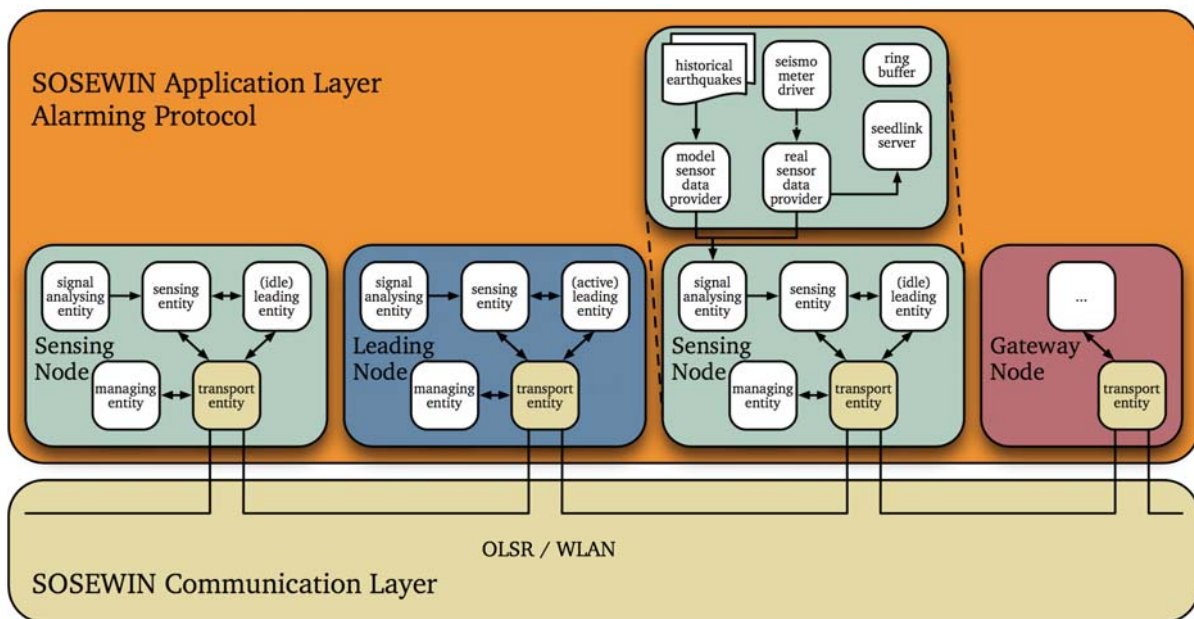 SOSEWIN Application Layer
Alarming Protocol
historical
earthquakes
seismo
meter
driver
ring
buffer
seedlink
server
model
sensor
data
provider
real
sensor
data
provider
signal
analysing
entity
sensing
entity
(idle)
leading
entity
Sensing
Node
managing
entity
transport
entity
signal
analysing
entity
sensing
entity
(active)
leading
entity
Leading
Node
managing
entity
transport
entity
signal
analysing
entity
sensing
entity
(idle)
leading
entity
Sensing
Node
managing
entity
transport
entity
...
Gateway
Node
transport
entity
OLSR / WLAN
SOSEWIN Communication Layer